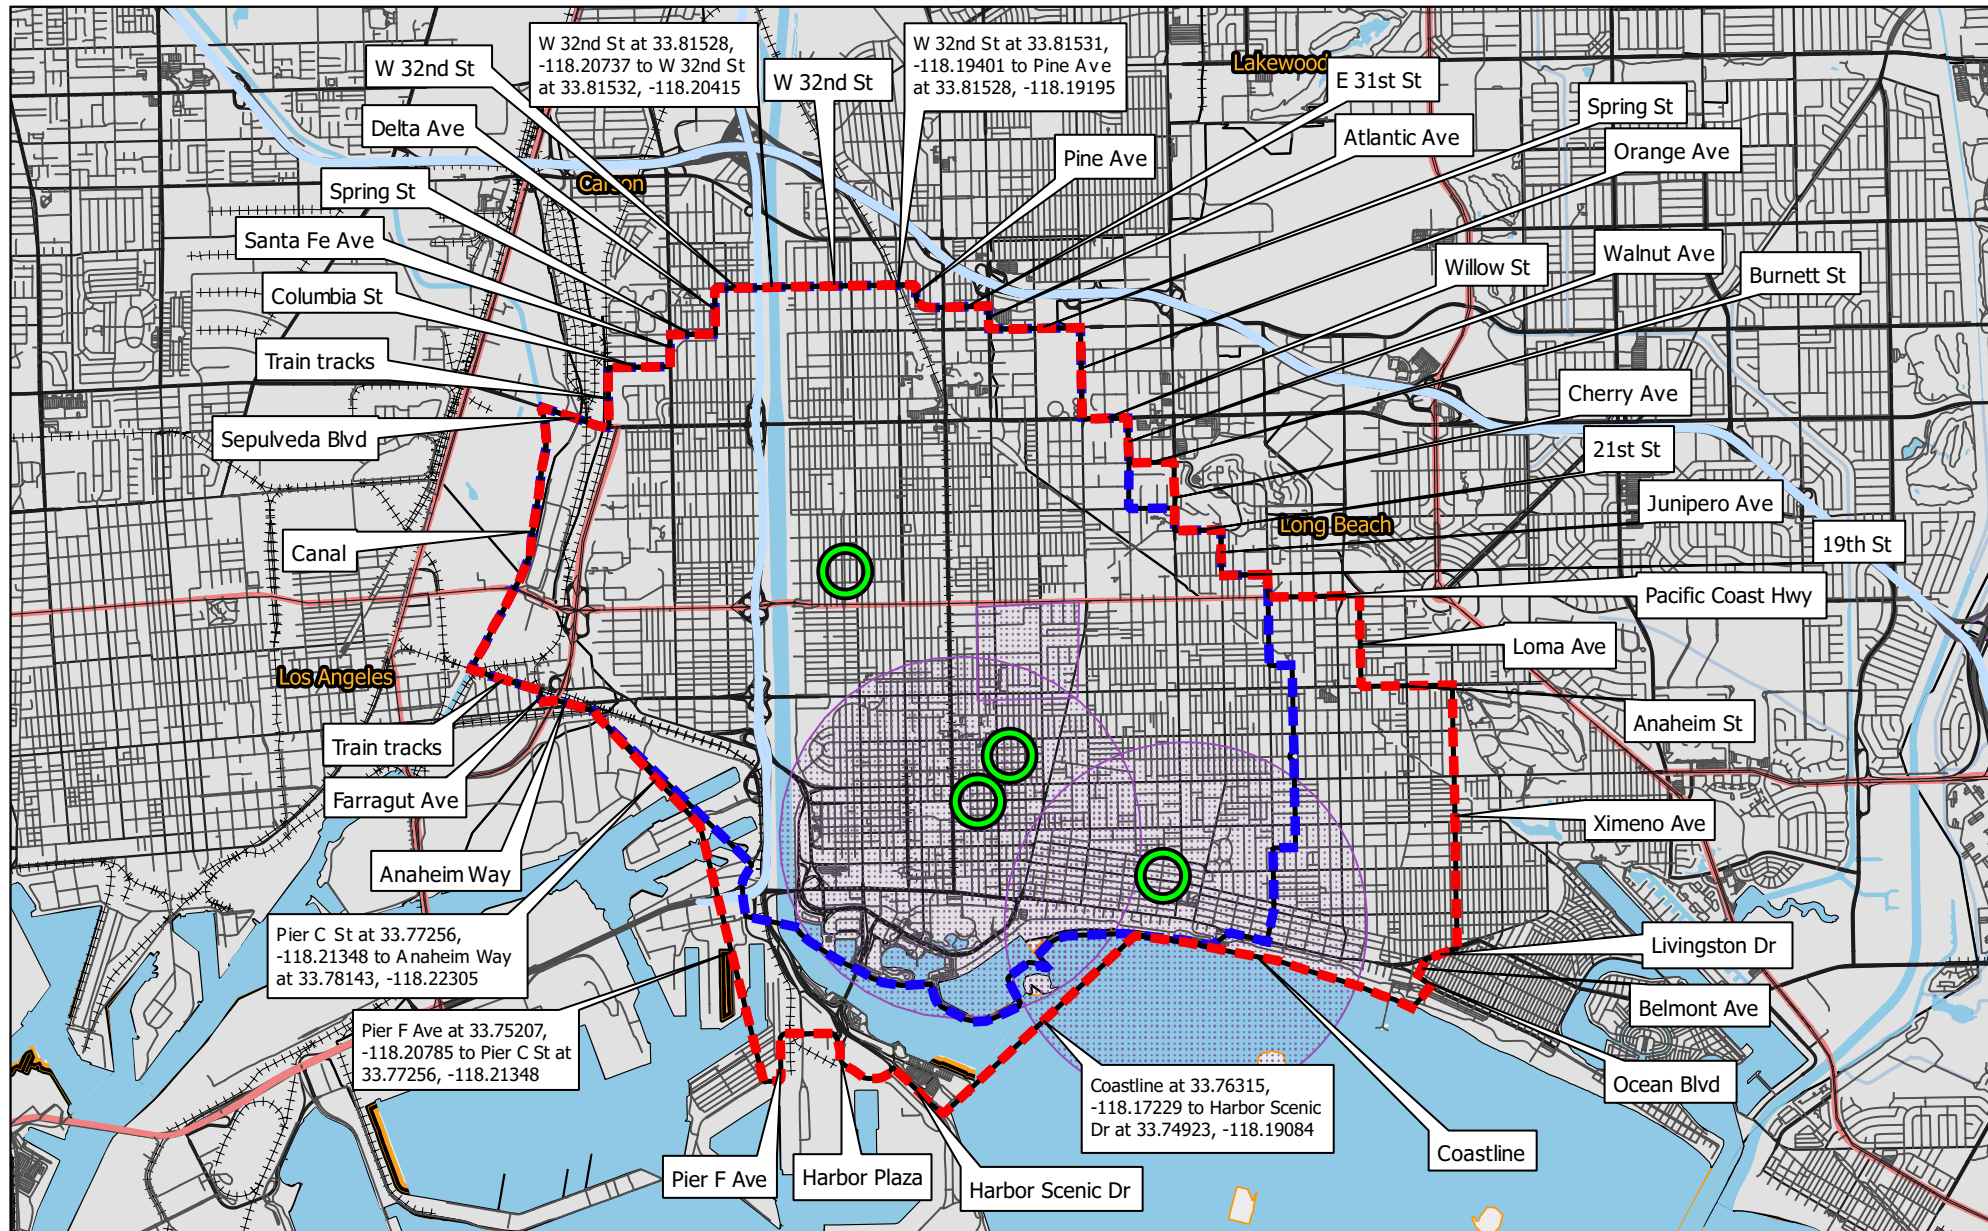 W 32nd St at 33.81528,
-118.20737 to W 32nd St
at 33.81532, -118.20415
W 32nd St at 33.81531,
-118.19401 to Pine Ave
at 33.81528, -118.19195
W 32nd St
W 32nd St
Lakewood
E 31st St
Spring St
Delta Ave
Atlantic Ave
Pine Ave
Orange Ave
Carson
Spring St
Santa Fe Ave
Walnut Ave
Willow St
Burnett St
Columbia St
Train tracks
Cherry Ave
Sepulveda Blvd
21st St
Junipero Ave
Long Beach
Canal
19th St
Pacific Coast Hwy
Loma Ave
Los Angeles
Anaheim St
Train tracks
Farragut Ave
Ximeno Ave
Anaheim Way
Pier C St at 33.77256,
-118.21348 to Anaheim Way
at 33.78143, -118.22305
Livingston Dr
Belmont Ave
Pier F Ave at 33.75207,
-118.20785 to Pier C St at
33.77256, -118.21348
Ocean Blvd
Coastline at 33.76315,
-118.17229 to Harbor Scenic
Dr at 33.74923, -118.19084
Coastline
Pier F Ave
Harbor Plaza
Harbor Scenic Dr